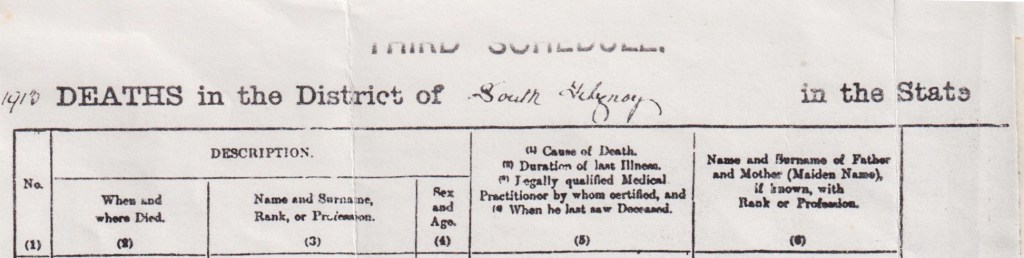 THIRD SCHEDULE.
1913 DEATHS in the District of South Fitzroy in the State
No.
(1)
DESCRIPTION.
When and
where Died.
(2)
Name and Surname,
Rank, or Profession.
(3)
Sex
and
Age.
(4)
(1) Cause of Death.
(2) Duration of last Illness.
(3) Legally qualified Medical
Practitioner by whom certified, and
(4) When he last saw Deceased.
(5)
Name and Surname of Father
and Mother (Maiden Name),
if known, with
Rank or Profession.
(6)